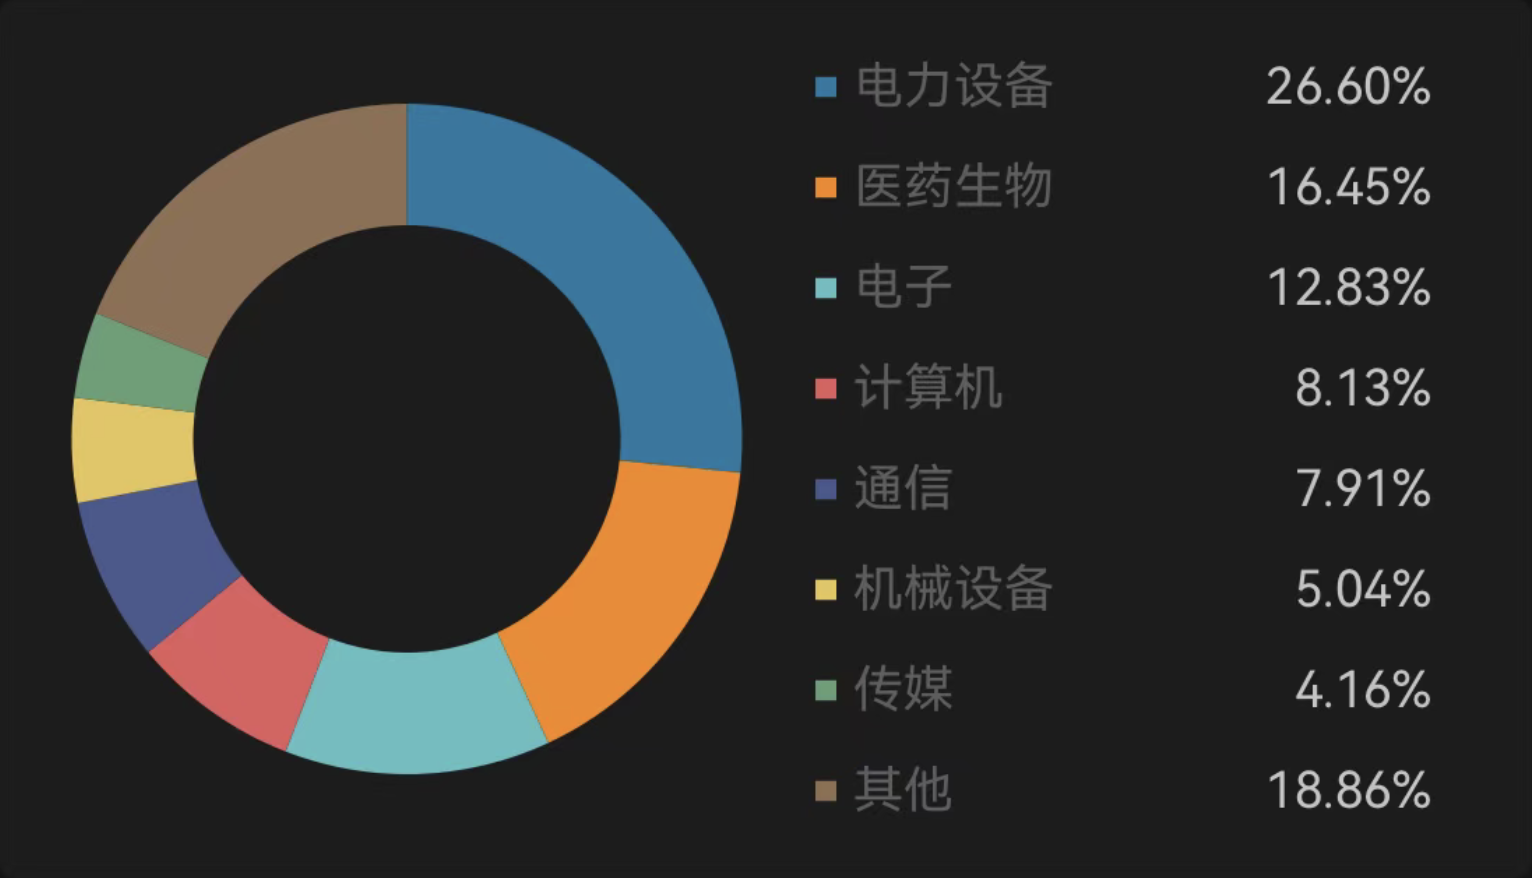 电力设备 26.60%
医药生物 16.45%
电子 12.83%
计算机 8.13%
通信 7.91%
机械设备 5.04%
传媒 4.16%
其他 18.86%